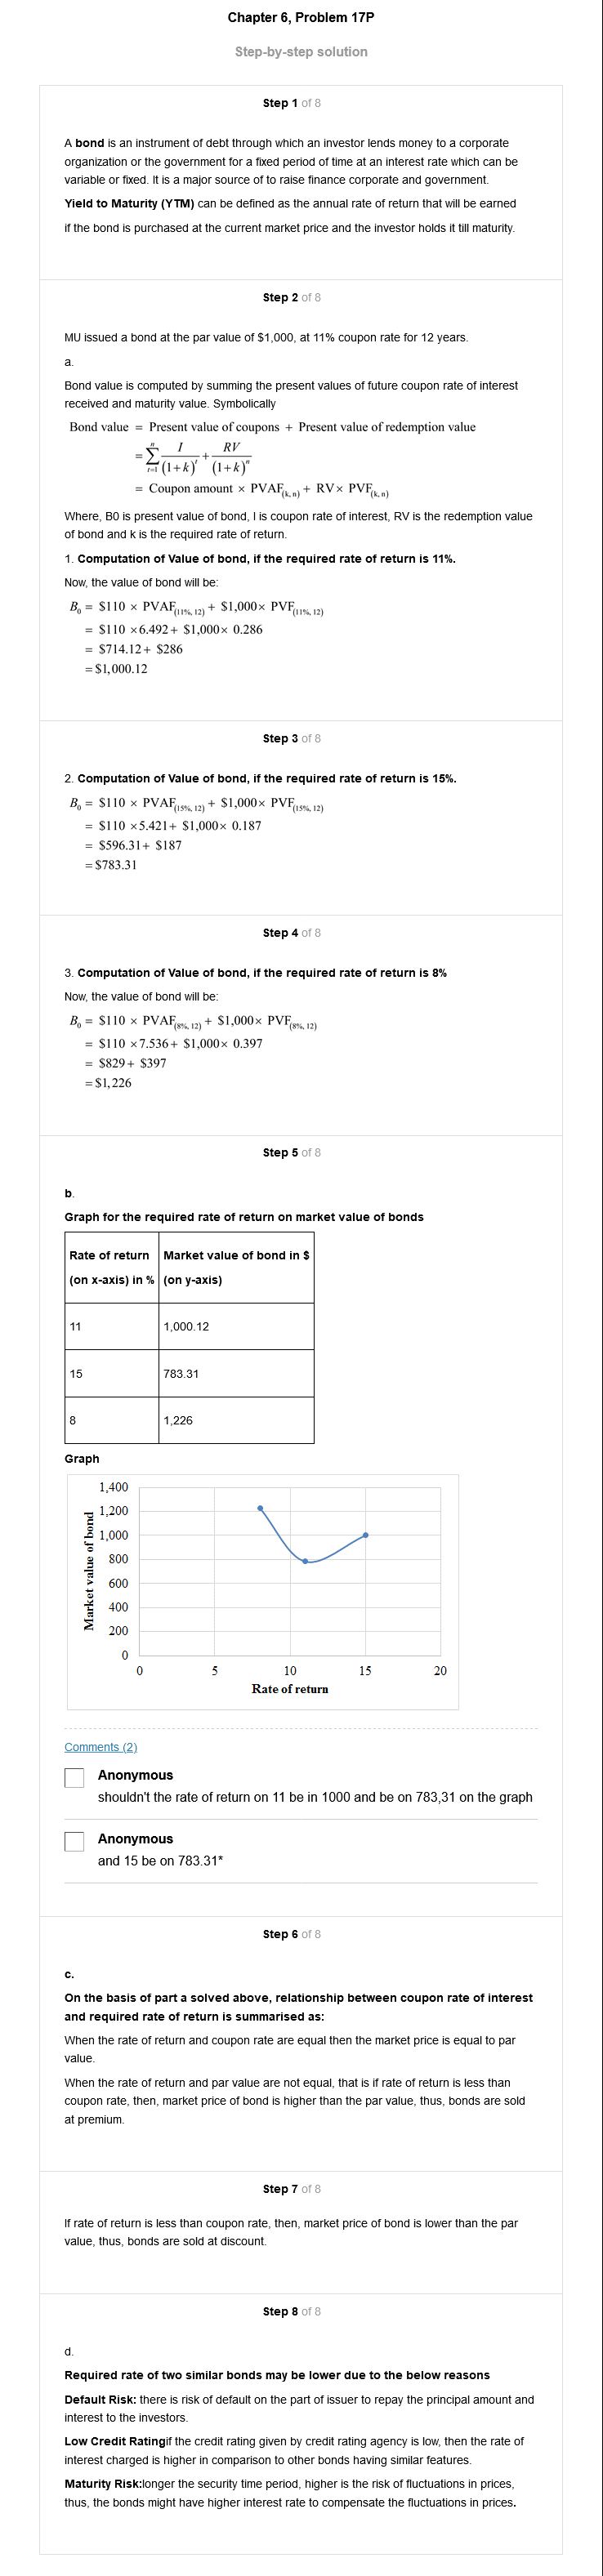 Chapter 6, Problem 17P
Step-by-step solution
Step 1 of 8
A bond is an instrument of debt through which an investor lends money to a corporate
organization or the government for a fixed period of time at an interest rate which can be
variable or fixed. It is a major source of to raise finance corporate and government.
Yield to Maturity (YTM) can be defined as the annual rate of return that will be earned
if the bond is purchased at the current market price and the investor holds it till maturity.
Step 2 of 8
MU issued a bond at the par value of $1,000, at 11% coupon rate for 12 years.
a.
Bond value is computed by summing the present values of future coupon rate of interest
received and maturity value. Symbolically
Bond value = Present value of coupons + Present value of redemption value
= ∑_{t=1}^{n} I/(1+k)^t + RV/(1+k)^n
= Coupon amount × PVAF(k, n) + RV× PVF(k, n)
Where, B0 is present value of bond, I is coupon rate of interest, RV is the redemption value
of bond and k is the required rate of return.
1. Computation of Value of bond, if the required rate of return is 11%.
Now, the value of bond will be:
B₀ = $110 × PVAF(11%, 12) + $1,000× PVF(11%, 12)
= $110 ×6.492+ $1,000× 0.286
= $714.12+ $286
=$1,000.12
Step 3 of 8
2. Computation of Value of bond, if the required rate of return is 15%.
B₀ = $110 × PVAF(15%, 12) + $1,000× PVF(15%, 12)
= $110 ×5.421+ $1,000× 0.187
= $596.31+ $187
=$783.31
Step 4 of 8
3. Computation of Value of bond, if the required rate of return is 8%
Now, the value of bond will be:
B₀ = $110 × PVAF(8%, 12) + $1,000× PVF(8%, 12)
= $110 ×7.536+ $1,000× 0.397
= $829+ $397
=$1,226
Step 5 of 8
b.
Graph for the required rate of return on market value of bonds
Rate of return Market value of bond in $
(on x-axis) in % (on y-axis)
11 1,000.12
15 783.31
8 1,226
Graph
1,400
1,200
1,000
800
600
400
200
0
Market value of bond
0 5 10 15 20
Rate of return
Comments (2)
Anonymous
shouldn't the rate of return on 11 be in 1000 and be on 783,31 on the graph
Anonymous
and 15 be on 783.31*
Step 6 of 8
c.
On the basis of part a solved above, relationship between coupon rate of interest
and required rate of return is summarised as:
When the rate of return and coupon rate are equal then the market price is equal to par
value.
When the rate of return and par value are not equal, that is if rate of return is less than
coupon rate, then, market price of bond is higher than the par value, thus, bonds are sold
at premium.
Step 7 of 8
If rate of return is less than coupon rate, then, market price of bond is lower than the par
value, thus, bonds are sold at discount.
Step 8 of 8
d.
Required rate of two similar bonds may be lower due to the below reasons
Default Risk: there is risk of default on the part of issuer to repay the principal amount and
interest to the investors.
Low Credit Ratingif the credit rating given by credit rating agency is low, then the rate of
interest charged is higher in comparison to other bonds having similar features.
Maturity Risk:longer the security time period, higher is the risk of fluctuations in prices,
thus, the bonds might have higher interest rate to compensate the fluctuations in prices.